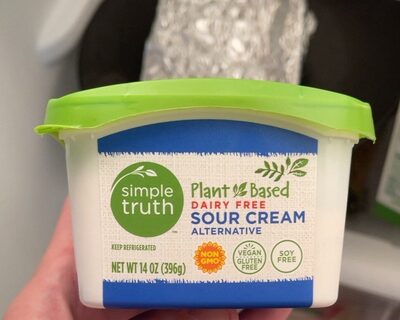 simple
truth™
KEEP REFRIGERATED
NET WT 14 OZ (396g)
Plant Based
DAIRY FREE
SOUR CREAM
ALTERNATIVE
NON
GMO
VEGAN
GLUTEN
FREE
SOY
FREE